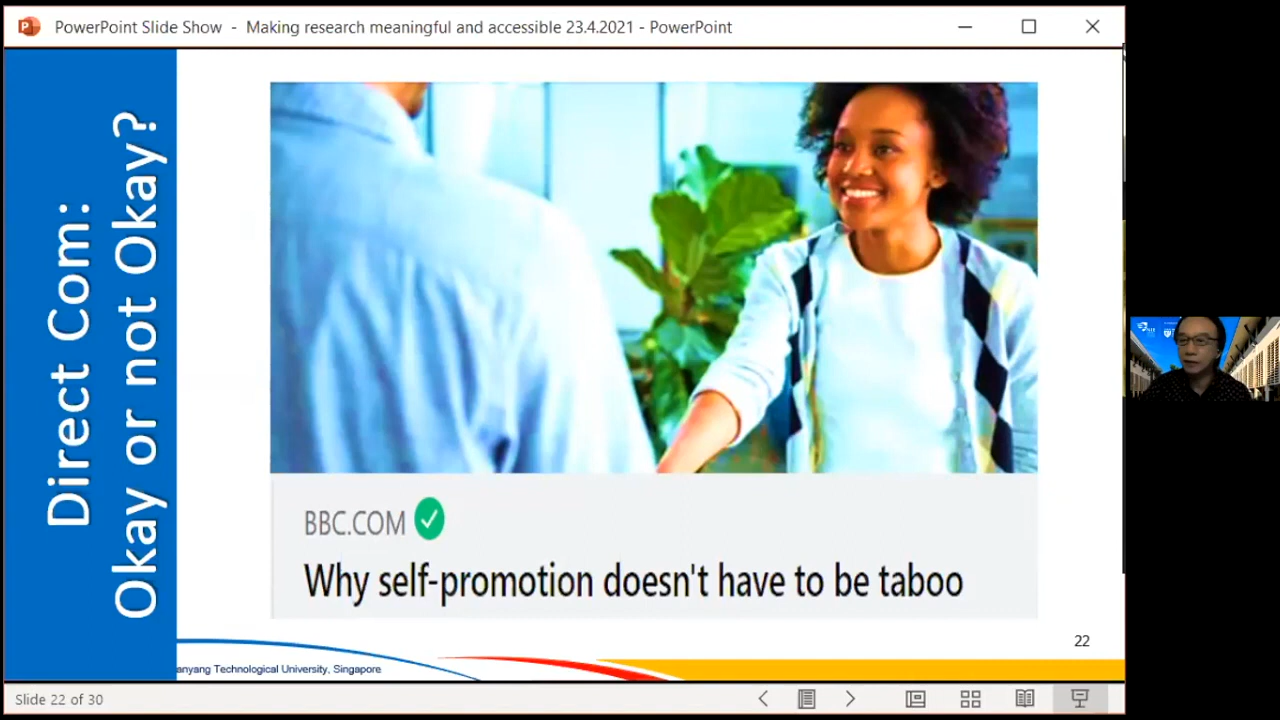 PowerPoint Slide Show - Making research meaningful and accessible 23.4.2021 - PowerPoint
Direct Com:
Okay or not Okay?
BBC.COM
Why self-promotion doesn't have to be taboo
22
anyang Technological University, Singapore
Slide 22 of 30